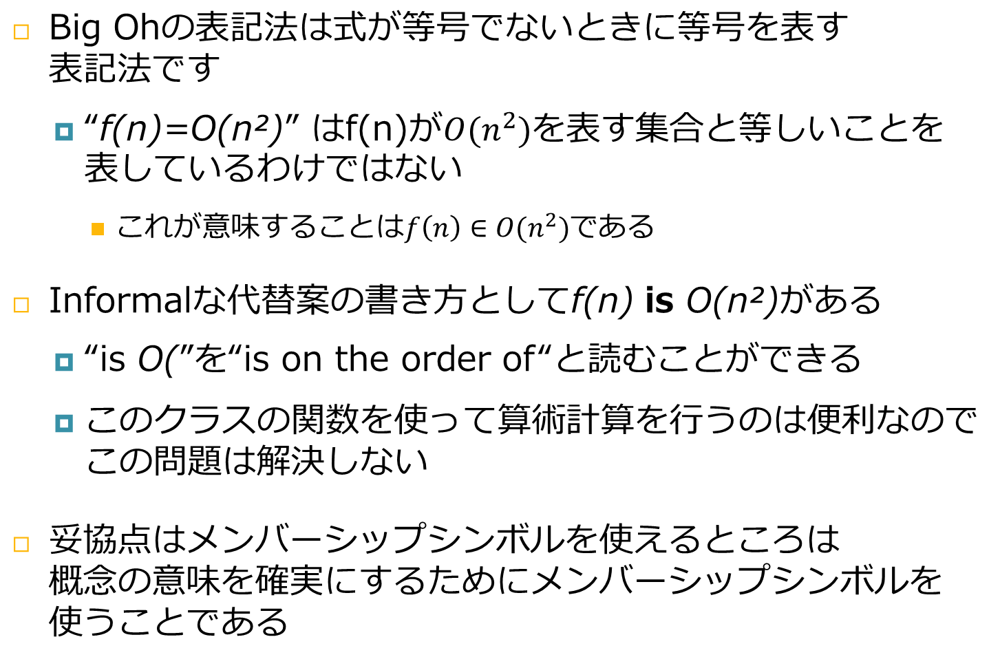 Big Ohの表記法は式が等号でないときに等号を表す
表記法です
“f(n)=O(n²)” はf(n)がO(n²)を表す集合と等しいことを
表しているわけではない
これが意味することはf(n) ∈ O(n²)である
Informalな代替案の書き方としてf(n) is O(n²)がある
“is O(”を“is on the order of“と読むことができる
このクラスの関数を使って算術計算を行うのは便利なので
この問題は解決しない
妥協点はメンバーシップシンボルを使えるところは
概念の意味を確実にするためにメンバーシップシンボルを
使うことである